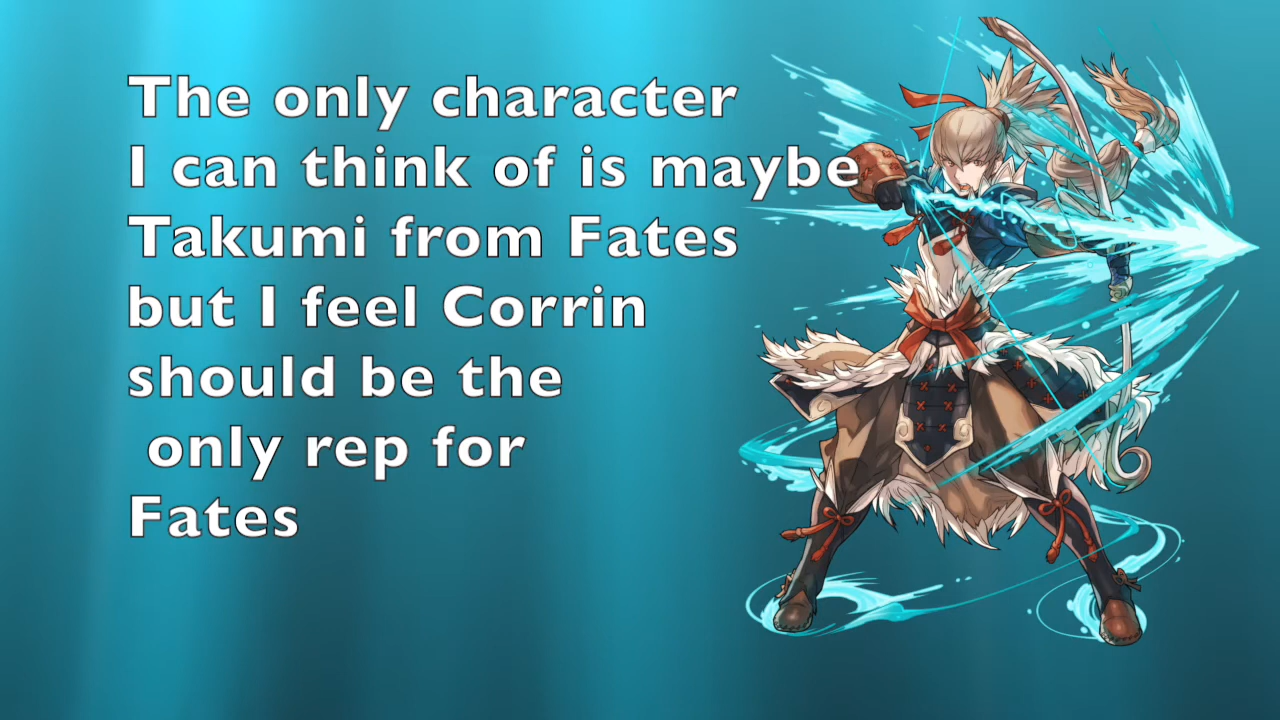 The only character
I can think of is maybe
Takumi from Fates
but I feel Corrin
should be the
only rep for
Fates